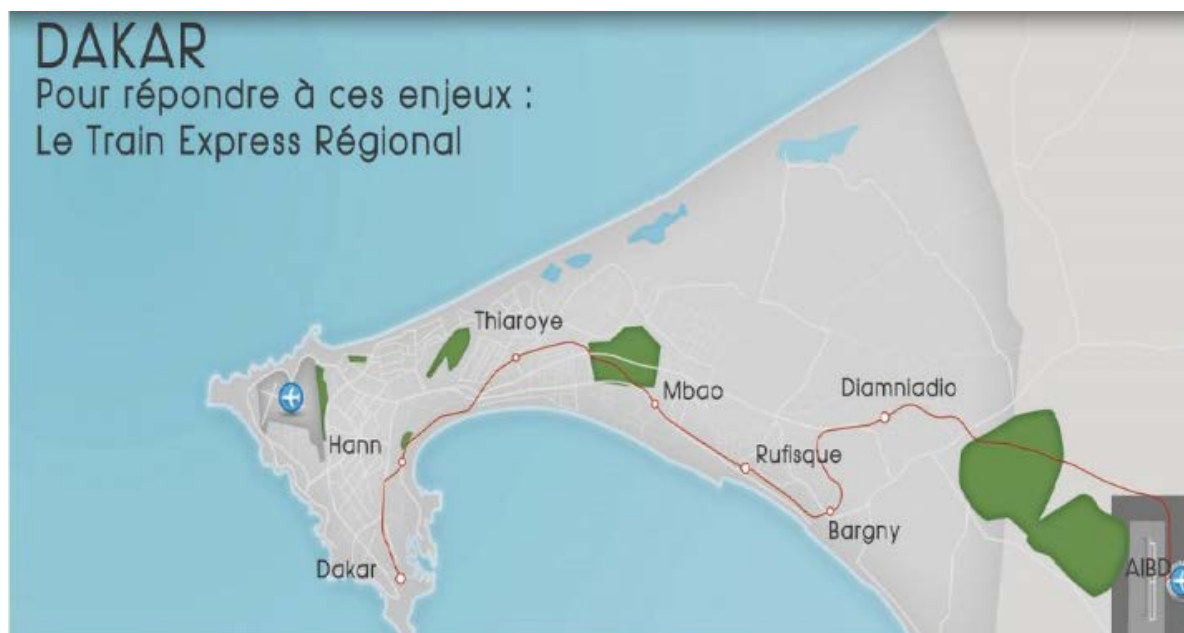 DAKAR
Pour répondre à ces enjeux :
Le Train Express Régional
Thiaroye
Mbao
Diamniadio
Hann
Rufisque
Bargny
Dakar
AIBD